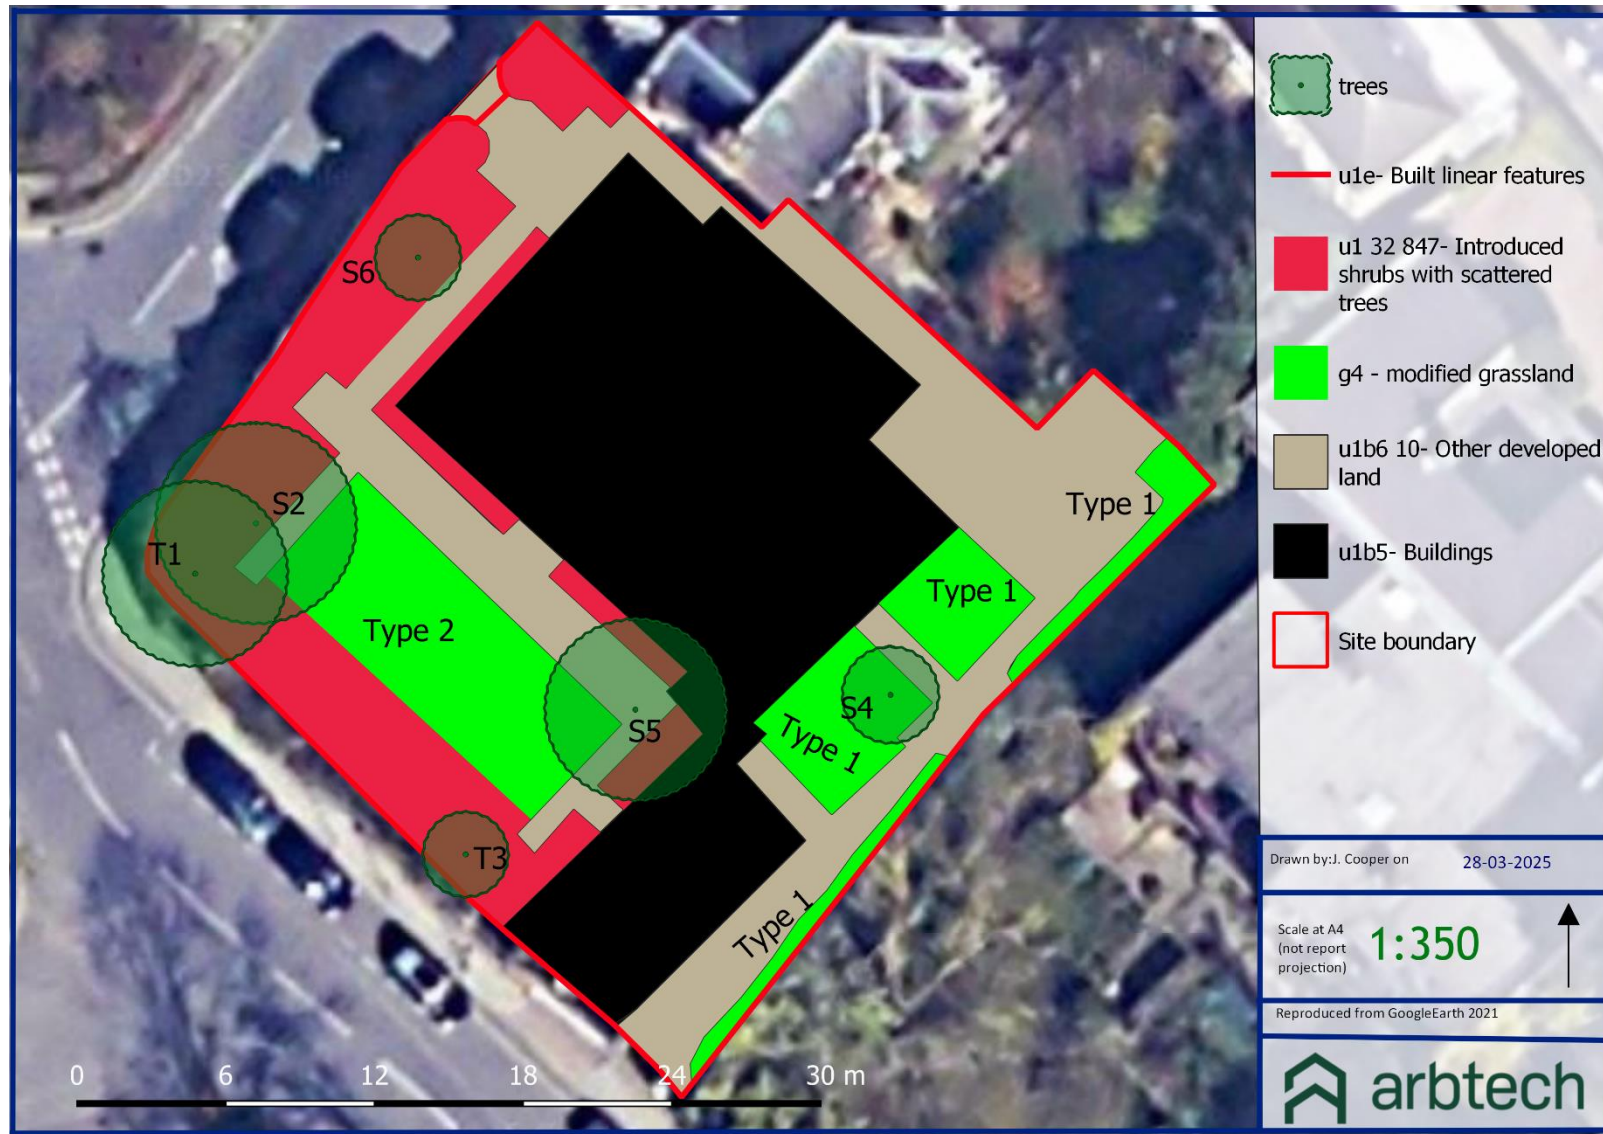 trees
u1e- Built linear features
u1 32 847- Introduced
shrubs with scattered
trees
g4 - modified grassland
u1b6 10- Other developed
land
u1b5- Buildings
Site boundary
S6
S2
T1
Type 2
S5
T3
Type 1
Type 1
S4
Type 1
Type 1
0 6 12 18 24 30 m
Drawn by:J. Cooper on 28-03-2025
Scale at A4
(not report
projection)
1:350
Reproduced from GoogleEarth 2021
arbtech